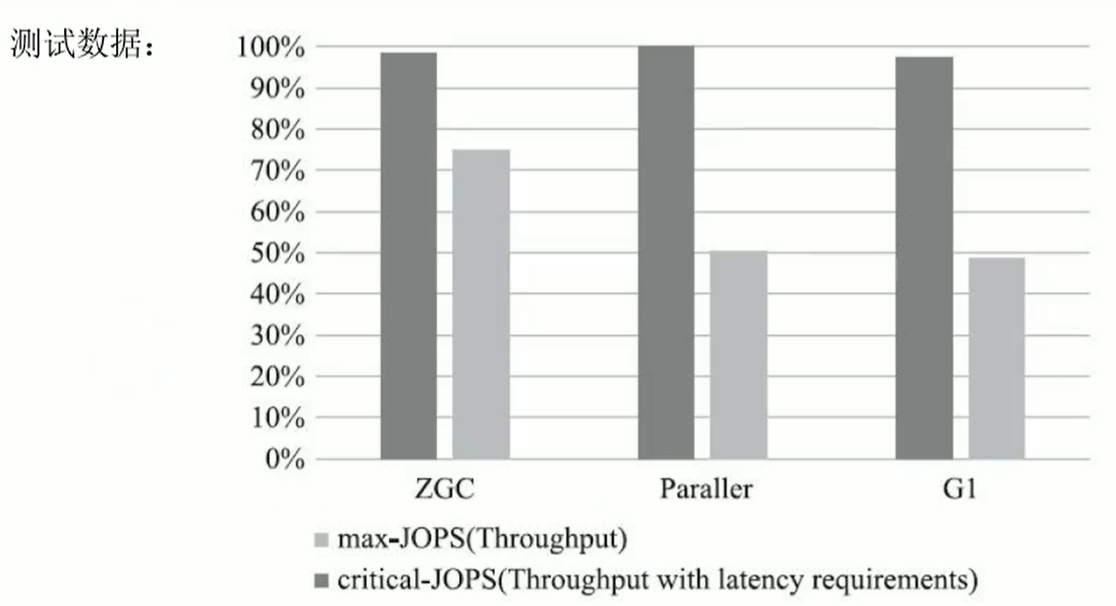 测试数据：
100%
90%
80%
70%
60%
50%
40%
30%
20%
10%
0%
ZGC Paraller G1
max-JOPS(Throughput)
critical-JOPS(Throughput with latency requirements)